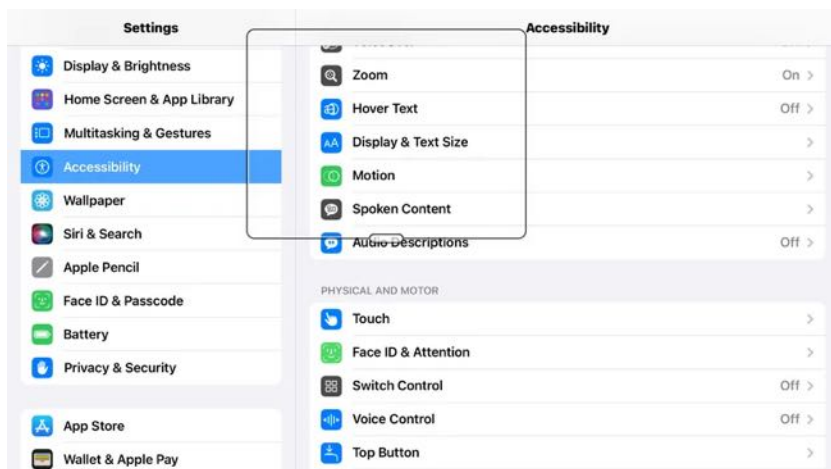 Settings
Display & Brightness
Home Screen & App Library
Multitasking & Gestures
Accessibility
Wallpaper
Siri & Search
Apple Pencil
Face ID & Passcode
Battery
Privacy & Security
App Store
Wallet & Apple Pay
Accessibility
Zoom On
Hover Text Off
Display & Text Size
Motion
Spoken Content
Audio Descriptions Off
PHYSICAL AND MOTOR
Touch
Face ID & Attention
Switch Control Off
Voice Control Off
Top Button